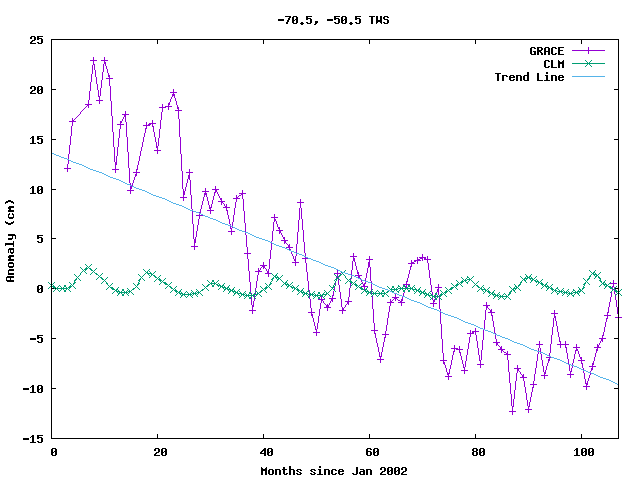 -70.5, -50.5 TWS
GRACE
CLM
Trend Line
25
20
15
10
5
0
-5
-10
-15
Anomaly (cm)
0 20 40 60 80 100
Months since Jan 2002